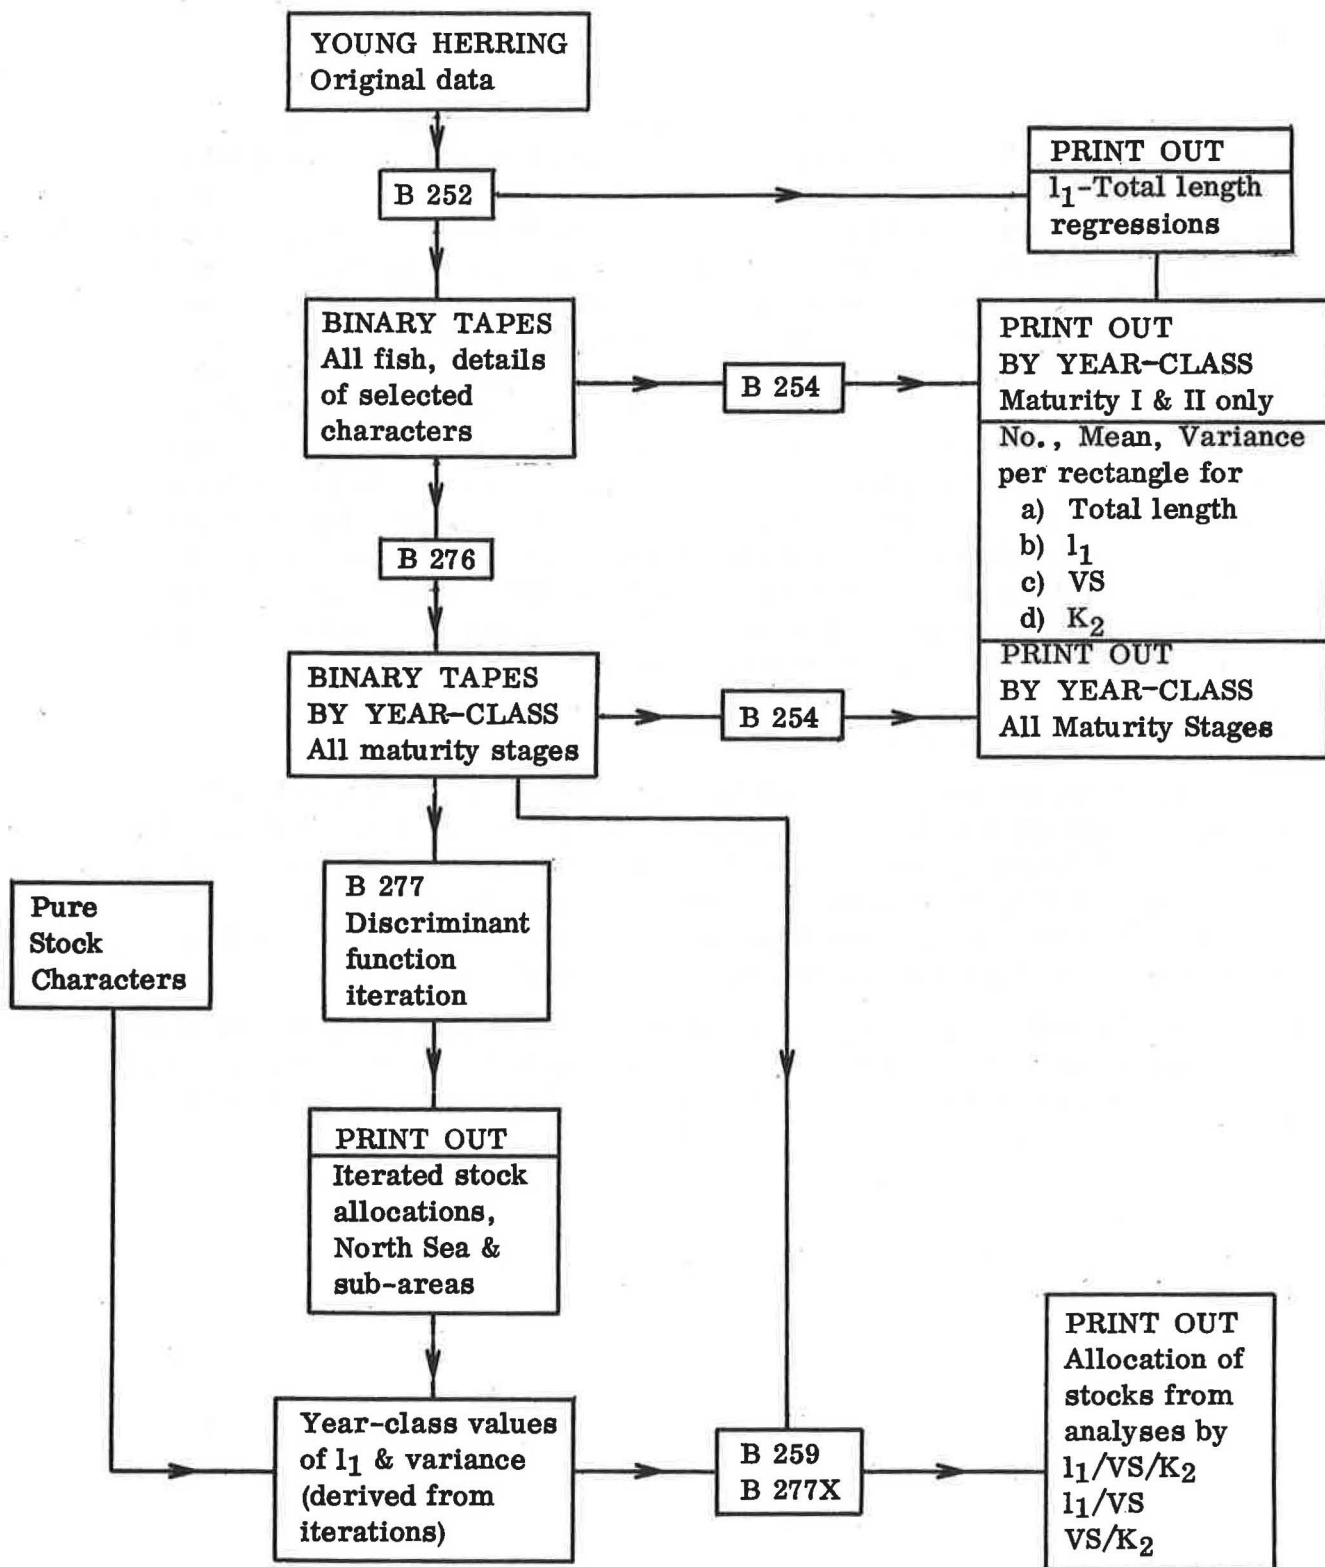 YOUNG HERRING
Original data
B 252
PRINT OUT
l₁-Total length
regressions
BINARY TAPES
All fish, details
of selected
characters
B 254
PRINT OUT
BY YEAR-CLASS
Maturity I & II only
No., Mean, Variance
per rectangle for
a) Total length
b) l₁
c) VS
d) K₂
B 276
BINARY TAPES
BY YEAR-CLASS
All maturity stages
B 254
PRINT OUT
BY YEAR-CLASS
All Maturity Stages
Pure
Stock
Characters
B 277
Discriminant
function
iteration
PRINT OUT
Iterated stock
allocations,
North Sea &
sub-areas
Year-class values
of l₁ & variance
(derived from
iterations)
B 259
B 277X
PRINT OUT
Allocation of
stocks from
analyses by
l₁/VS/K₂
l₁/VS
VS/K₂